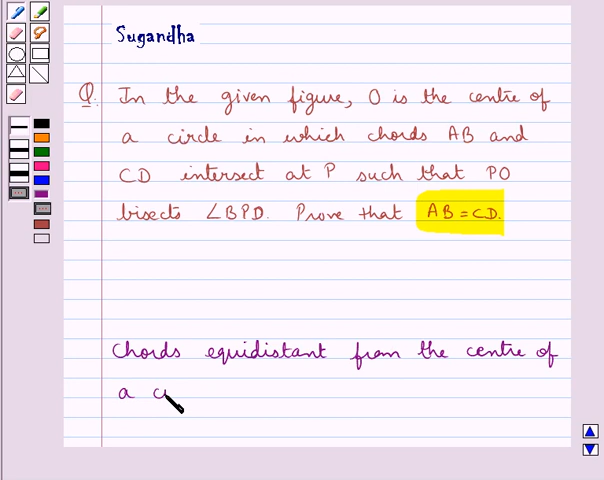 Sugandha
Q. In the given figure, O is the centre of
a circle in which chords AB and
CD intersect at P such that PO
bisects ∠BPD. Prove that AB = CD.
Chords equidistant from the centre of
a c